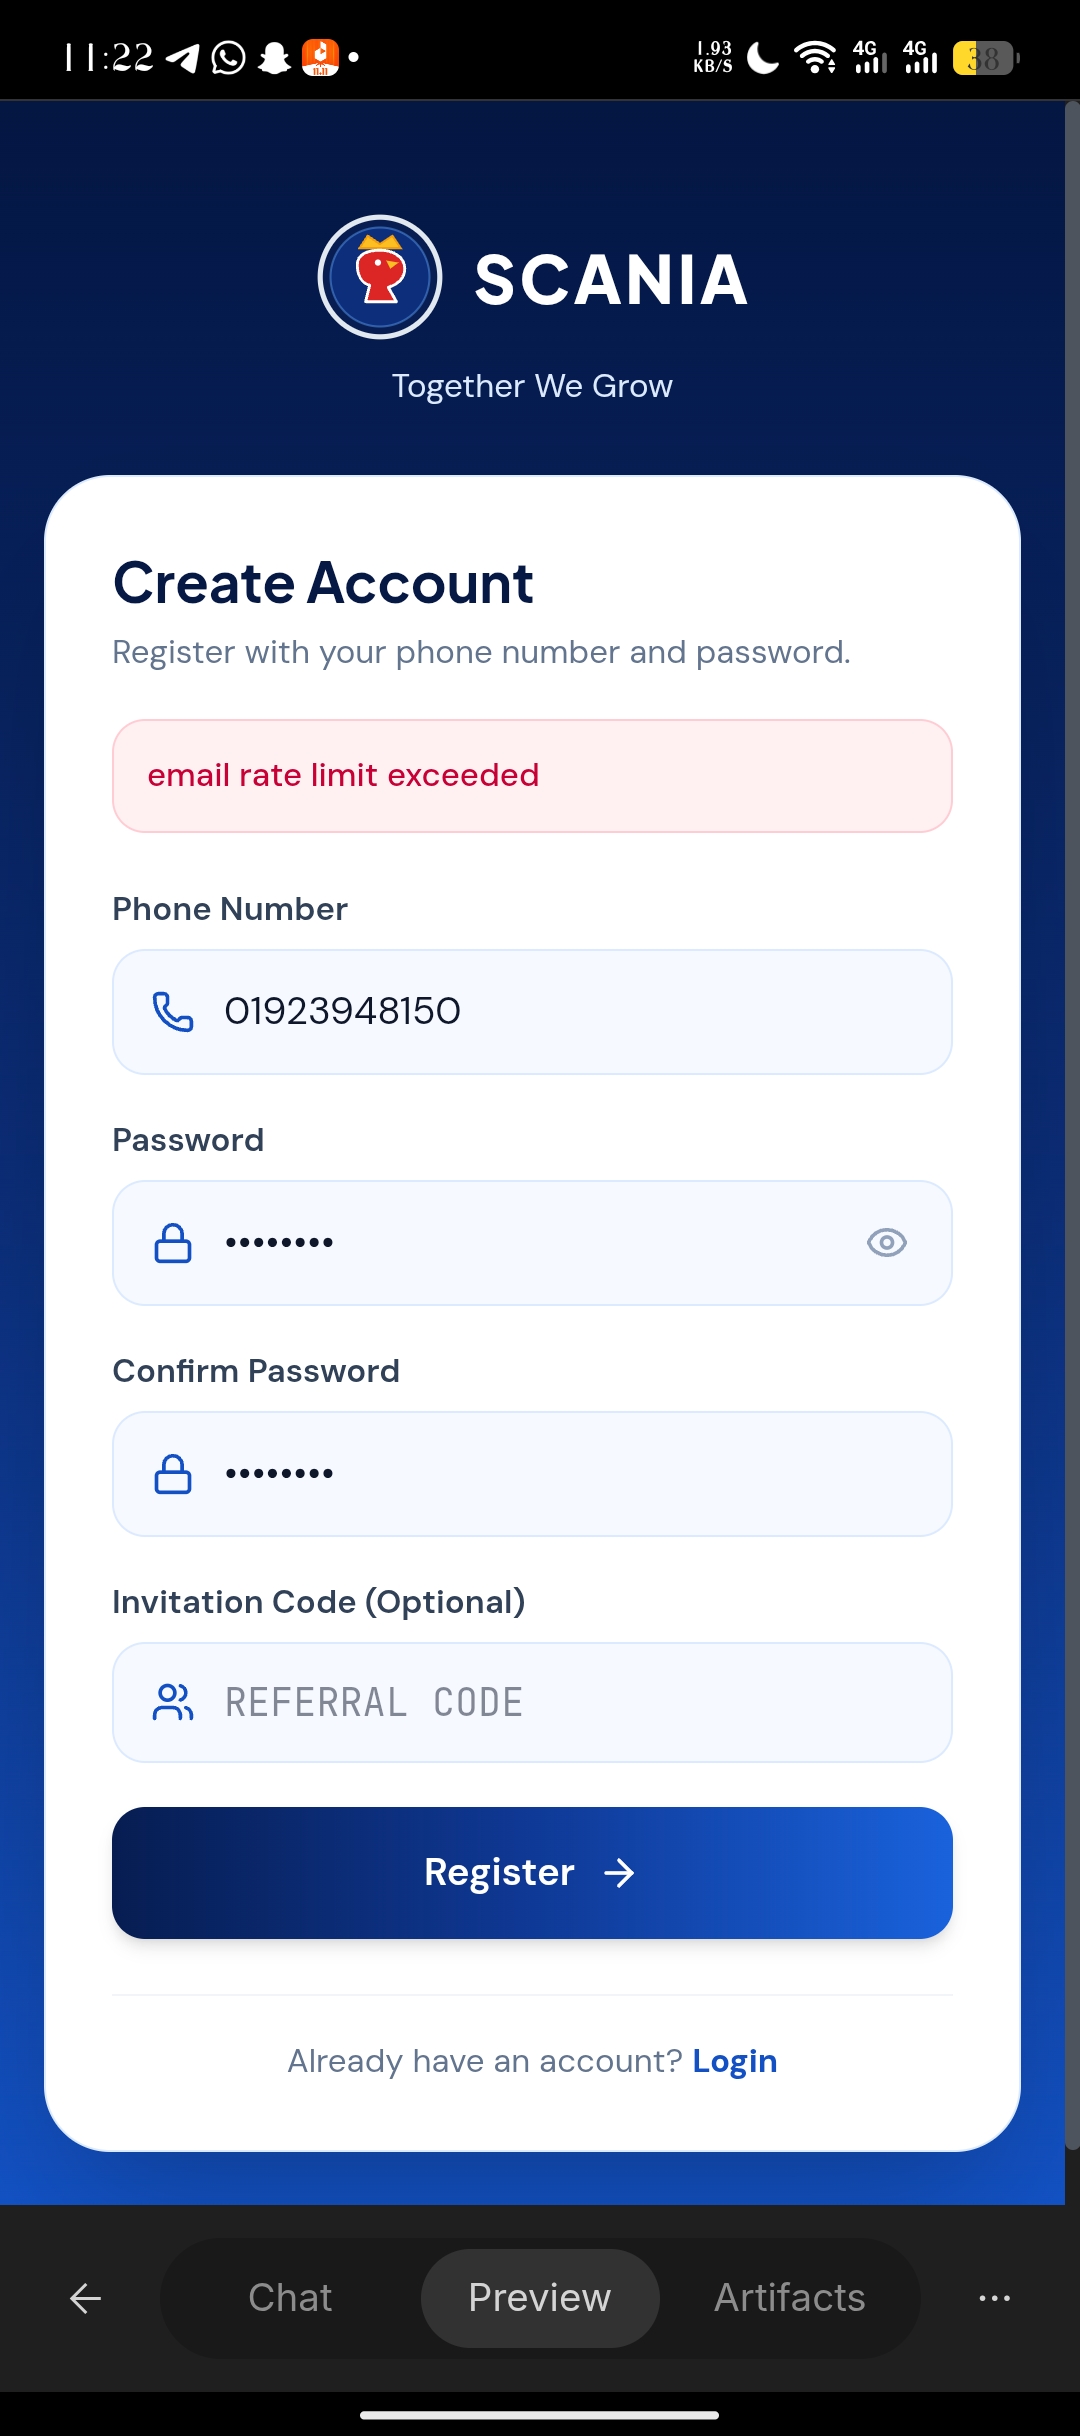 11:22
1.93 KB/S
4G
4G
38
SCANIA
Together We Grow
Create Account
Register with your phone number and password.
email rate limit exceeded
Phone Number
01923948150
Password
••••••••
Confirm Password
••••••••
Invitation Code (Optional)
REFERRAL CODE
Register →
Already have an account? Login
Chat
Preview
Artifacts